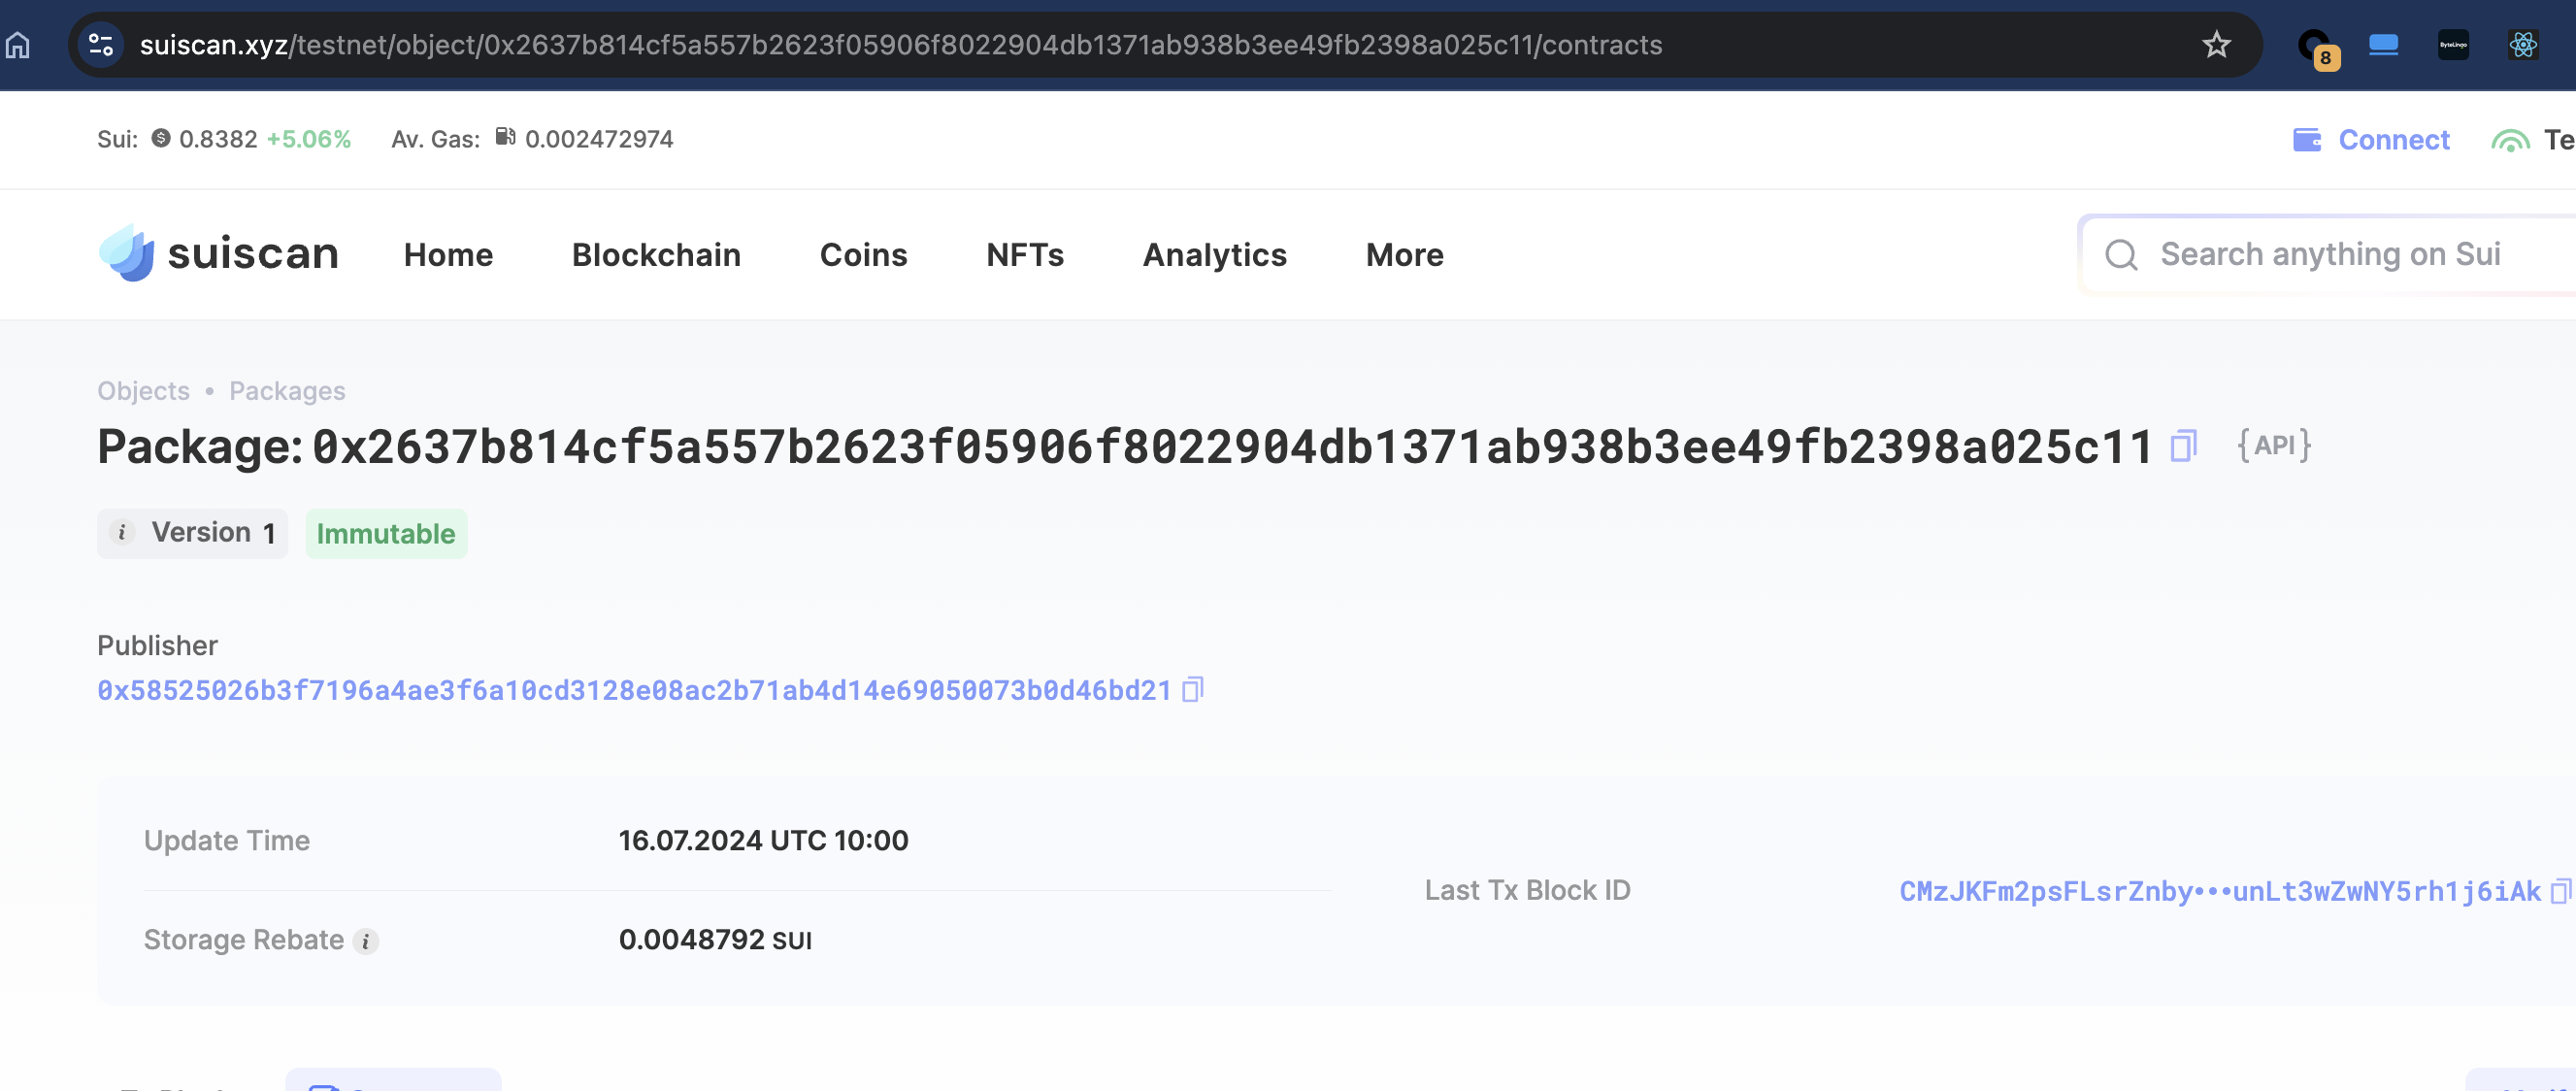 suiscan.xyz/testnet/object/0x2637b814cf5a557b2623f05906f8022904db1371ab938b3ee49fb2398a025c11/contracts
8
ByteLingo
Sui: 0.8382 +5.06% Av. Gas: 0.002472974
Connect
suiscan Home Blockchain Coins NFTs Analytics More
Search anything on Sui
Objects • Packages
Package: 0x2637b814cf5a557b2623f05906f8022904db1371ab938b3ee49fb2398a025c11 {API}
i Version 1 Immutable
Publisher
0x58525026b3f7196a4ae3f6a10cd3128e08ac2b71ab4d14e69050073b0d46bd21
Update Time 16.07.2024 UTC 10:00
Last Tx Block ID CMzJKFm2psFLsrZnby•••unLt3wZwNY5rh1j6iAk
Storage Rebate i 0.0048792 SUI